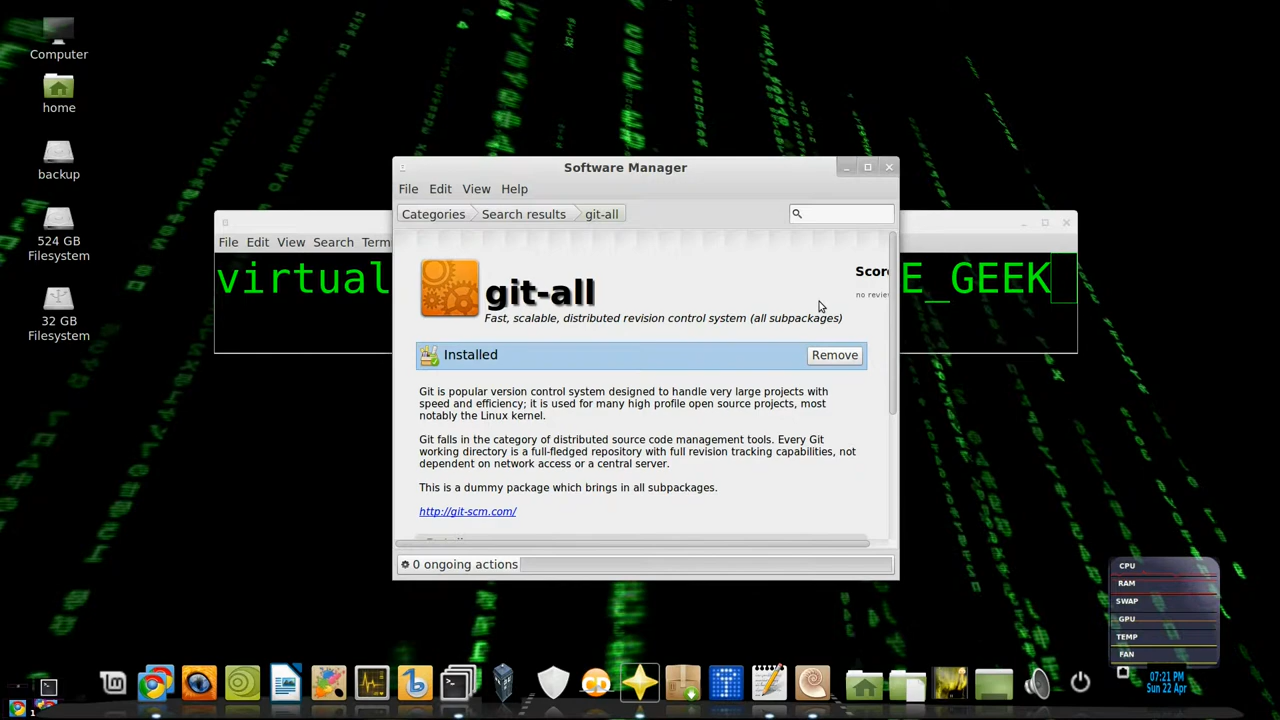 Computer
home
backup
524 GB
Filesystem
32 GB
Filesystem
File Edit View Search Term
virtual
E_GEEK
Software Manager
File Edit View Help
Categories
Search results
git-all
git-all
Fast, scalable, distributed revision control system (all subpackages)
Score
no revie
Installed
Remove
Git is popular version control system designed to handle very large projects with
speed and efficiency; it is used for many high profile open source projects, most
notably the Linux kernel.
Git falls in the category of distributed source code management tools. Every Git
working directory is a full-fledged repository with full revision tracking capabilities, not
dependent on network access or a central server.
This is a dummy package which brings in all subpackages.
http://git-scm.com/
0 ongoing actions
CPU
RAM
SWAP
GPU
TEMP
FAN
07:21 PM
Sun 22 Apr
1